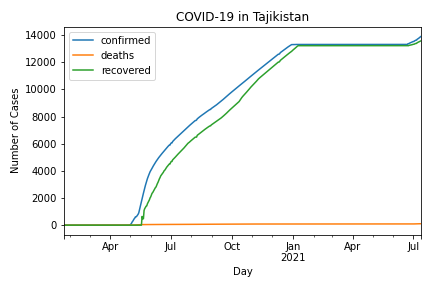 COVID-19 in Tajikistan
confirmed
deaths
recovered
Number of Cases
14000
12000
10000
8000
6000
4000
2000
0
Apr
Jul
Oct
Jan
2021
Apr
Jul
Day